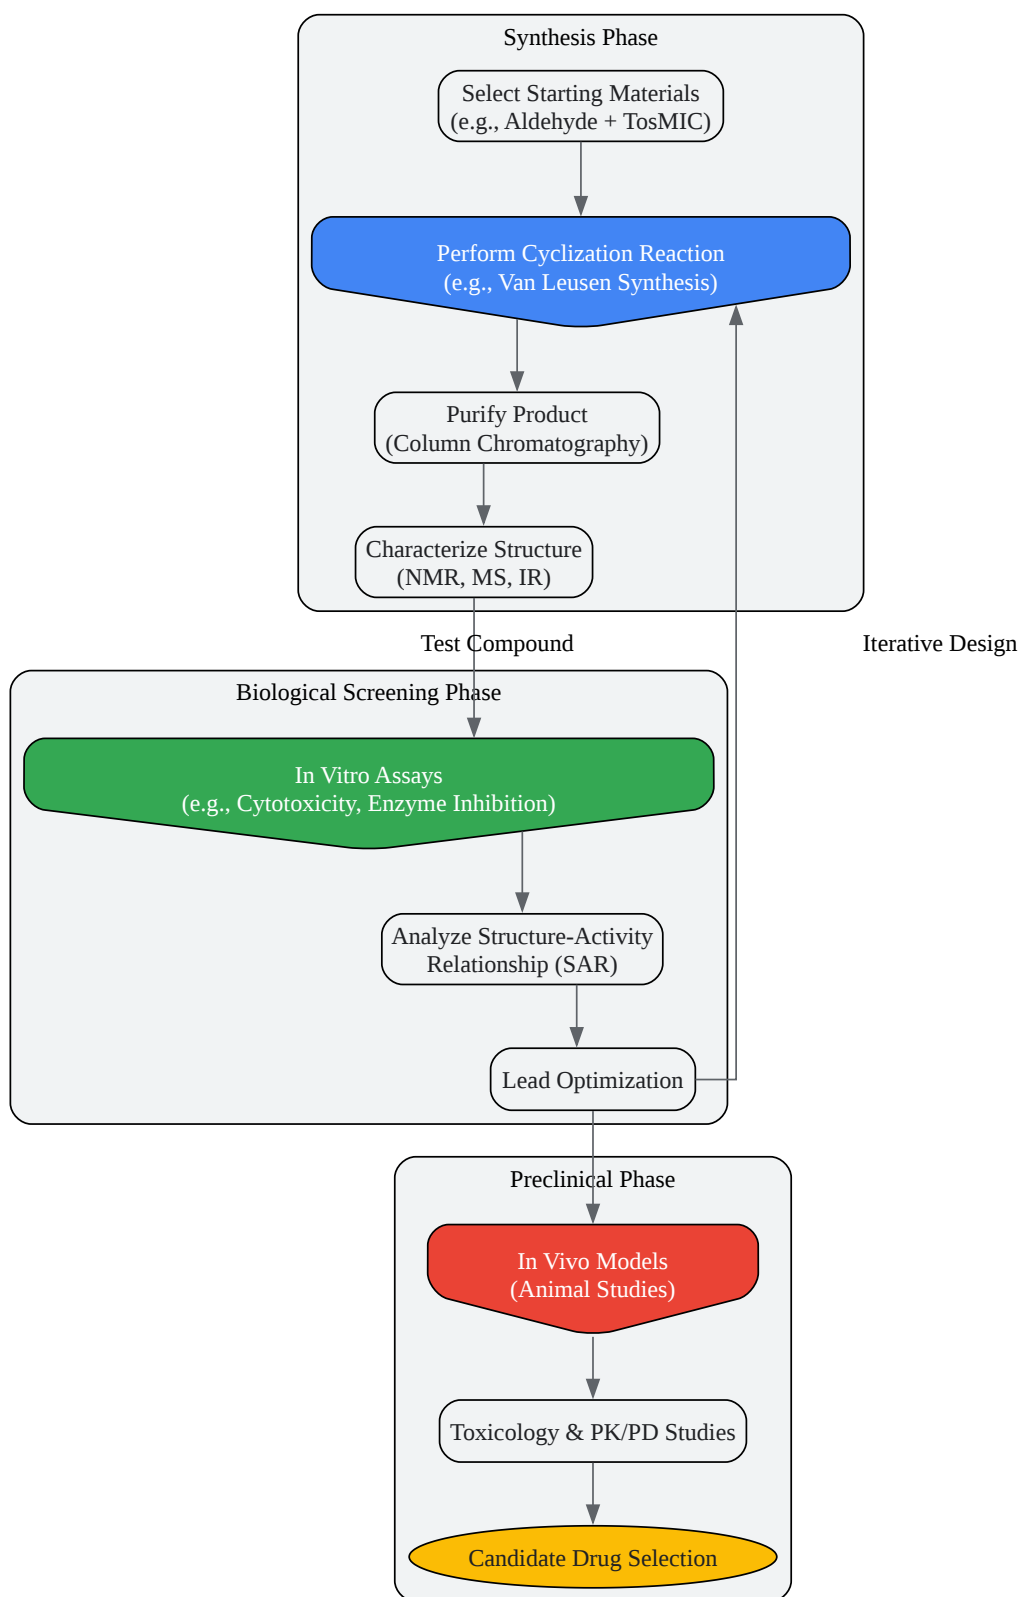 Synthesis Phase
Select Starting Materials
(e.g., Aldehyde + TosMIC)
Perform Cyclization Reaction
(e.g., Van Leusen Synthesis)
Purify Product
(Column Chromatography)
Characterize Structure
(NMR, MS, IR)
Test Compound
Iterative Design
Biological Screening Phase
In Vitro Assays
(e.g., Cytotoxicity, Enzyme Inhibition)
Analyze Structure-Activity
Relationship (SAR)
Lead Optimization
Preclinical Phase
In Vivo Models
(Animal Studies)
Toxicology & PK/PD Studies
Candidate Drug Selection